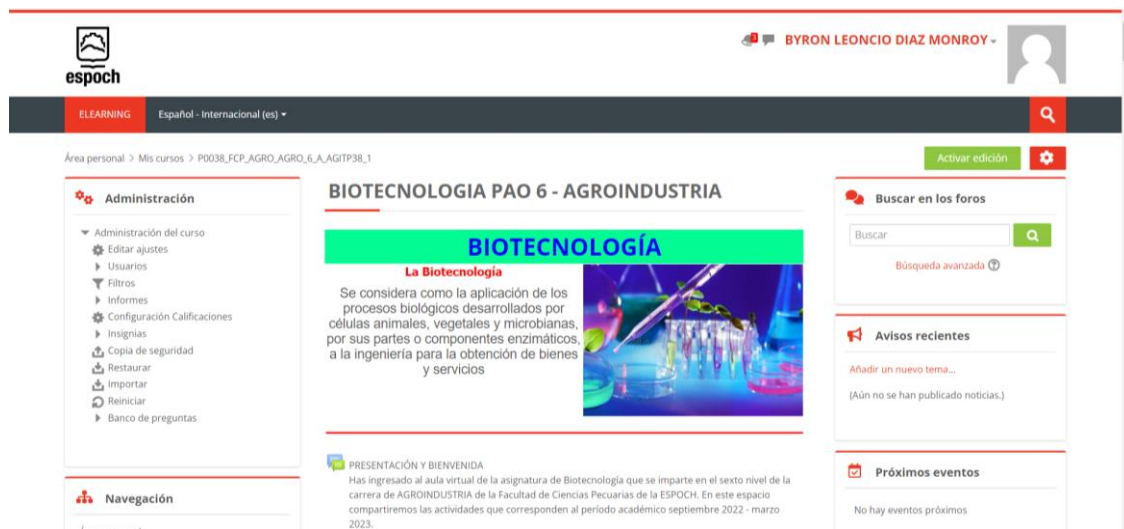 espoch
3
BYRON LEONCIO DIAZ MONROY
ELEARNING
Español - Internacional (es)
Área personal > Mis cursos > P0038_FCP_AGRO_AGRO_6_A_AGITP38_1
Activar edición
Administración
Administración del curso
Editar ajustes
Usuarios
Filtros
Informes
Configuración Calificaciones
Insignias
Copia de seguridad
Restaurar
Importar
Reiniciar
Banco de preguntas
Navegación
BIOTECNOLOGIA PAO 6 - AGROINDUSTRIA
BIOTECNOLOGÍA
La Biotecnología
Se considera como la aplicación de los
procesos biológicos desarrollados por
células animales, vegetales y microbianas,
por sus partes o componentes enzimáticos,
a la ingeniería para la obtención de bienes
y servicios
PRESENTACIÓN Y BIENVENIDA
Has ingresado al aula virtual de la asignatura de Biotecnología que se imparte en el sexto nivel de la
carrera de AGROINDUSTRIA de la Facultad de Ciencias Pecuarias de la ESPOCH. En este espacio
compartiremos las actividades que corresponden al período académico septiembre 2022 - marzo
2023.
Buscar en los foros
Buscar
Búsqueda avanzada
Avisos recientes
Añadir un nuevo tema...
(Aún no se han publicado noticias.)
Próximos eventos
No hay eventos próximos